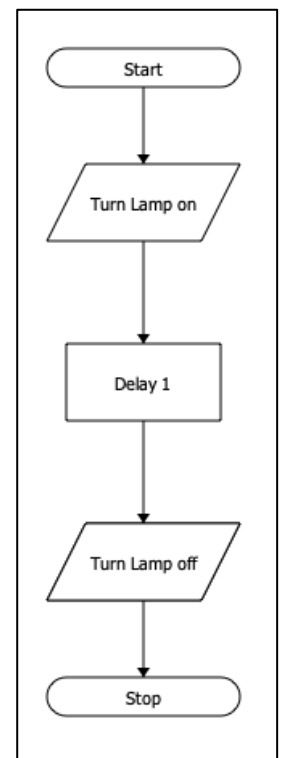 Start
Turn Lamp on
Delay 1
Turn Lamp off
Stop